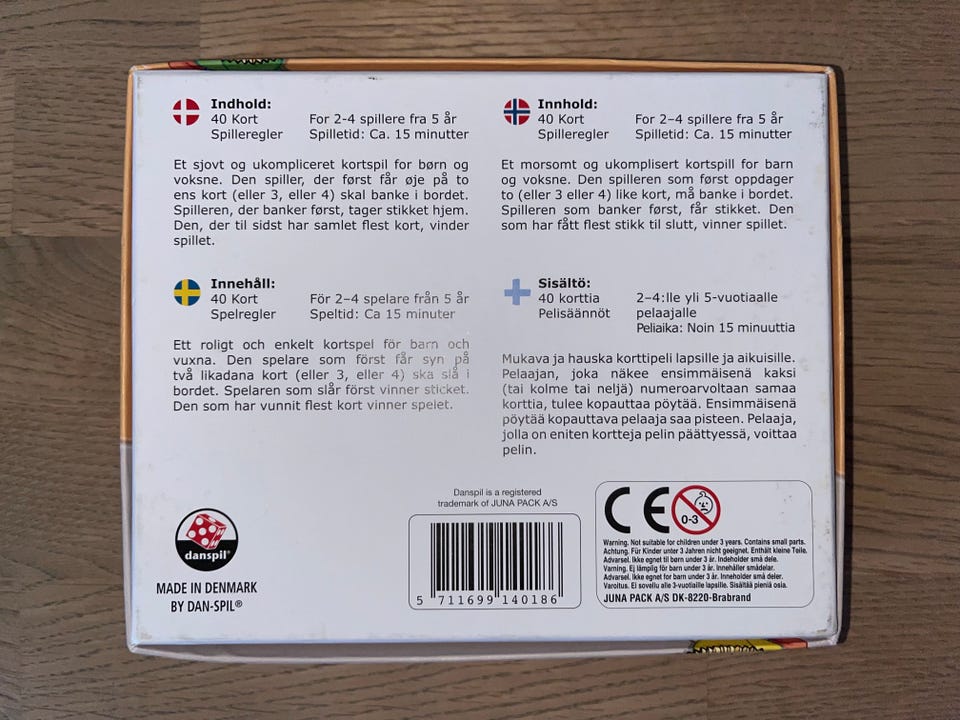 Indhold:
40 Kort
Spilleregler
For 2-4 spillere fra 5 år
Spilletid: Ca. 15 minutter
Et sjovt og ukompliceret kortspil for børn og
voksne. Den spiller, der først får øje på to
ens kort (eller 3, eller 4) skal banke i bordet.
Spilleren, der banker først, tager stikket hjem.
Den, der til sidst har samlet flest kort, vinder
spillet.
Innhold:
40 Kort
Spilleregler
For 2–4 spillere fra 5 år
Spilletid: Ca. 15 minutter
Et morsomt og ukomplisert kortspill for barn
og voksne. Den spilleren som først oppdager
to (eller 3 eller 4) like kort, må banke i bordet.
Spilleren som banker først, får stikket. Den
som har fått flest stikk til slutt, vinner spillet.
Innehåll:
40 Kort
Spelregler
För 2–4 spelare från 5 år
Speltid: Ca 15 minuter
Ett roligt och enkelt kortspel för barn och
vuxna. Den spelare som först får syn på
två likadana kort (eller 3, eller 4) ska slå i
bordet. Spelaren som slår först vinner sticket.
Den som har vunnit flest kort vinner spelet.
Sisältö:
40 korttia
Pelisäännöt
2–4:lle yli 5-vuotiaalle
pelaajalle
Peliaika: Noin 15 minuuttia
Mukava ja hauska korttipeli lapsille ja aikuisille.
Pelaajan, joka näkee ensimmäisenä kaksi
(tai kolme tai neljä) numeroarvoltaan samaa
korttia, tulee kopauttaa pöytää. Ensimmäisenä
pöytää kopauttava pelaaja saa pisteen. Pelaaja,
jolla on eniten kortteja pelin päättyessä, voittaa
pelin.
danspil®
MADE IN DENMARK
BY DAN-SPIL®
Danspil is a registered
trademark of JUNA PACK A/S
5 711699 140186
CE
0-3
Warning. Not suitable for children under 3 years. Contains small parts.
Achtung. Für Kinder unter 3 Jahren nicht geeignet. Enthält kleine Teile.
Advarsel. Ikke egnet til børn under 3 år. Indeholder små dele.
Varning. Ej lämplig för barn under 3 år. Innehåller smådelar.
Advarsel. Ikke egnet for barn under 3 år. Inneholder små deler.
Varoitus. Ei sovellu alle 3-vuotiaille lapsille. Sisältää pieniä osia.
JUNA PACK A/S DK-8220-Brabrand